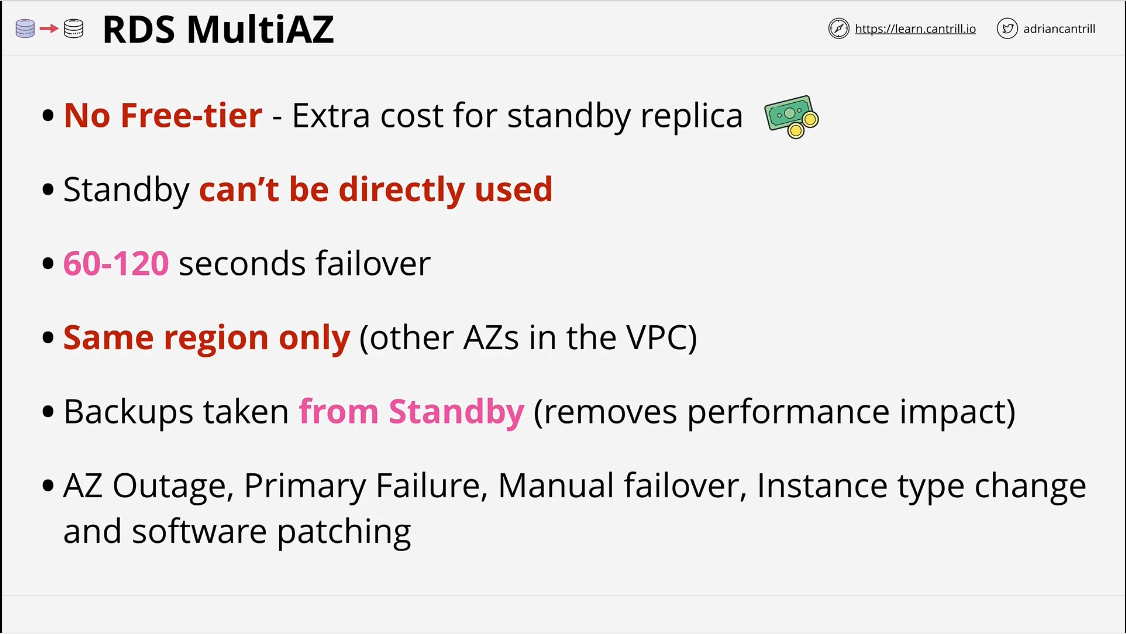 RDS MultiAZ
https://learn.cantrill.io
adriancantrill
• No Free-tier - Extra cost for standby replica
• Standby can’t be directly used
• 60-120 seconds failover
• Same region only (other AZs in the VPC)
• Backups taken from Standby (removes performance impact)
• AZ Outage, Primary Failure, Manual failover, Instance type change
and software patching